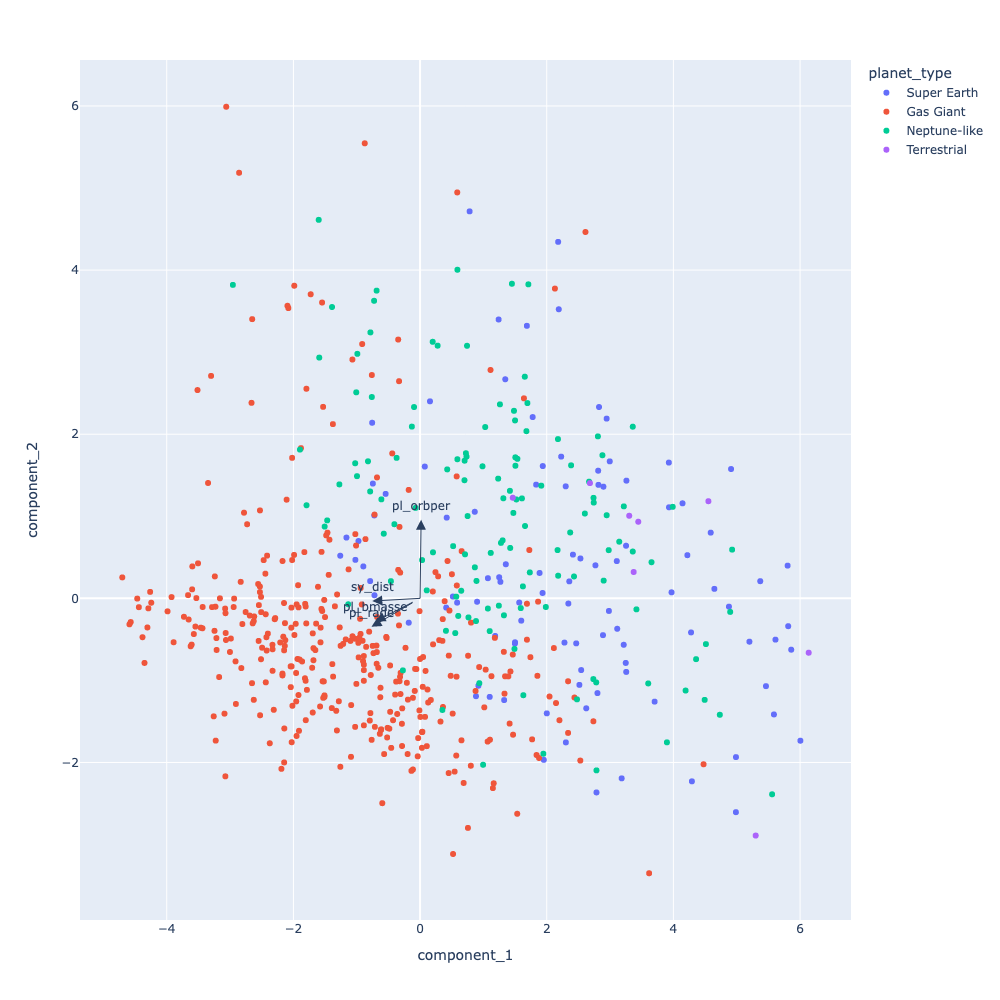 planet_type
Super Earth
Gas Giant
Neptune-like
Terrestrial
6
4
2
0
−2
component_2
pl_orbper
sy_dist
pl_bmasse
pl_rade
−4
−2
0
2
4
6
component_1